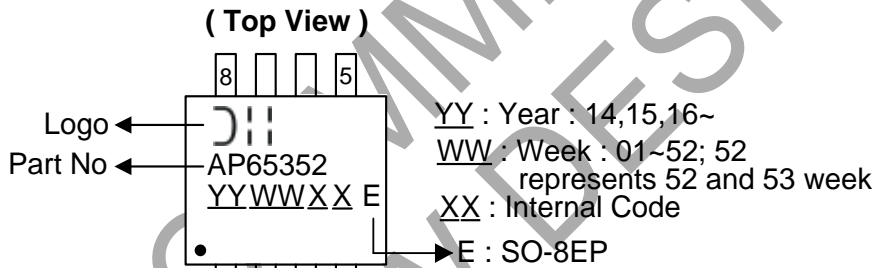 ( Top View )
8 5
Logo
Part No
AP65352
YYWWXX E
YY : Year : 14,15,16~
WW : Week : 01~52; 52
represents 52 and 53 week
XX : Internal Code
E : SO-8EP